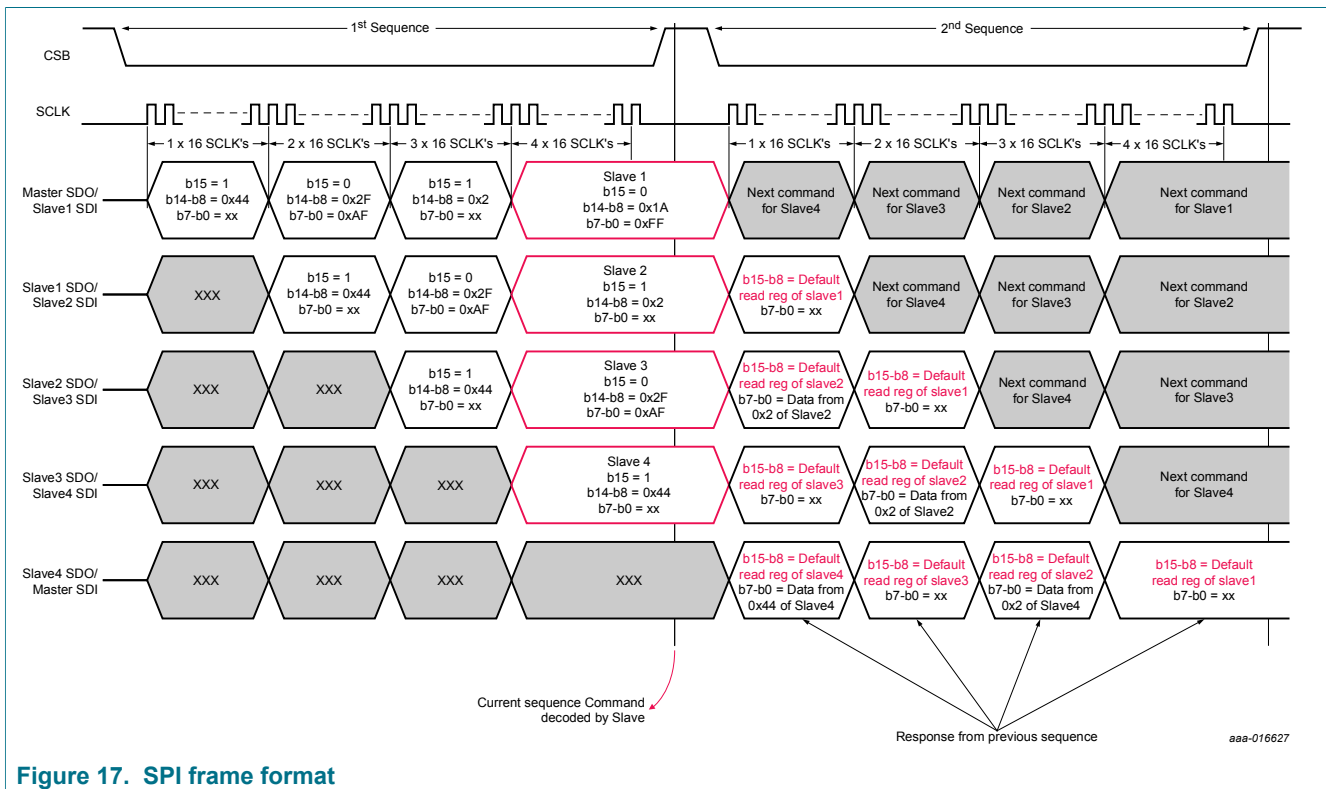 1st Sequence
2nd Sequence
CSB
SCLK
1 x 16 SCLK's
2 x 16 SCLK's
3 x 16 SCLK's
4 x 16 SCLK's
1 x 16 SCLK's
2 x 16 SCLK's
3 x 16 SCLK's
4 x 16 SCLK's
Master SDO/
Slave1 SDI
b15 = 1
b14-b8 = 0x44
b7-b0 = xx
b15 = 0
b14-b8 = 0x2F
b7-b0 = 0xAF
b15 = 1
b14-b8 = 0x2
b7-b0 = xx
Slave 1
b15 = 0
b14-b8 = 0x1A
b7-b0 = 0xFF
Next command
for Slave4
Next command
for Slave3
Next command
for Slave2
Next command
for Slave1
Slave1 SDO/
Slave2 SDI
XXX
b15 = 1
b14-b8 = 0x44
b7-b0 = xx
b15 = 0
b14-b8 = 0x2F
b7-b0 = 0xAF
Slave 2
b15 = 1
b14-b8 = 0x2
b7-b0 = xx
b15-b8 = Default
read reg of slave1
b7-b0 = xx
Next command
for Slave4
Next command
for Slave3
Next command
for Slave2
Slave2 SDO/
Slave3 SDI
XXX
XXX
b15 = 1
b14-b8 = 0x44
b7-b0 = xx
Slave 3
b15 = 0
b14-b8 = 0x2F
b7-b0 = 0xAF
b15-b8 = Default
read reg of slave2
b7-b0 = Data from
0x2 of Slave2
b15-b8 = Default
read reg of slave1
b7-b0 = xx
Next command
for Slave4
Next command
for Slave3
Slave3 SDO/
Slave4 SDI
XXX
XXX
XXX
Slave 4
b15 = 1
b14-b8 = 0x44
b7-b0 = xx
b15-b8 = Default
read reg of slave3
b7-b0 = xx
b15-b8 = Default
read reg of slave2
b7-b0 = Data from
0x2 of Slave2
b15-b8 = Default
read reg of slave1
b7-b0 = xx
Next command
for Slave4
Slave4 SDO/
Master SDI
XXX
XXX
XXX
XXX
b15-b8 = Default
read reg of slave4
b7-b0 = Data from
0x44 of Slave4
b15-b8 = Default
read reg of slave3
b7-b0 = xx
b15-b8 = Default
read reg of slave2
b7-b0 = Data from
0x2 of Slave4
b15-b8 = Default
read reg of slave1
b7-b0 = xx
Current sequence Command
decoded by Slave
Response from previous sequence
aaa-016627
Figure 17. SPI frame format